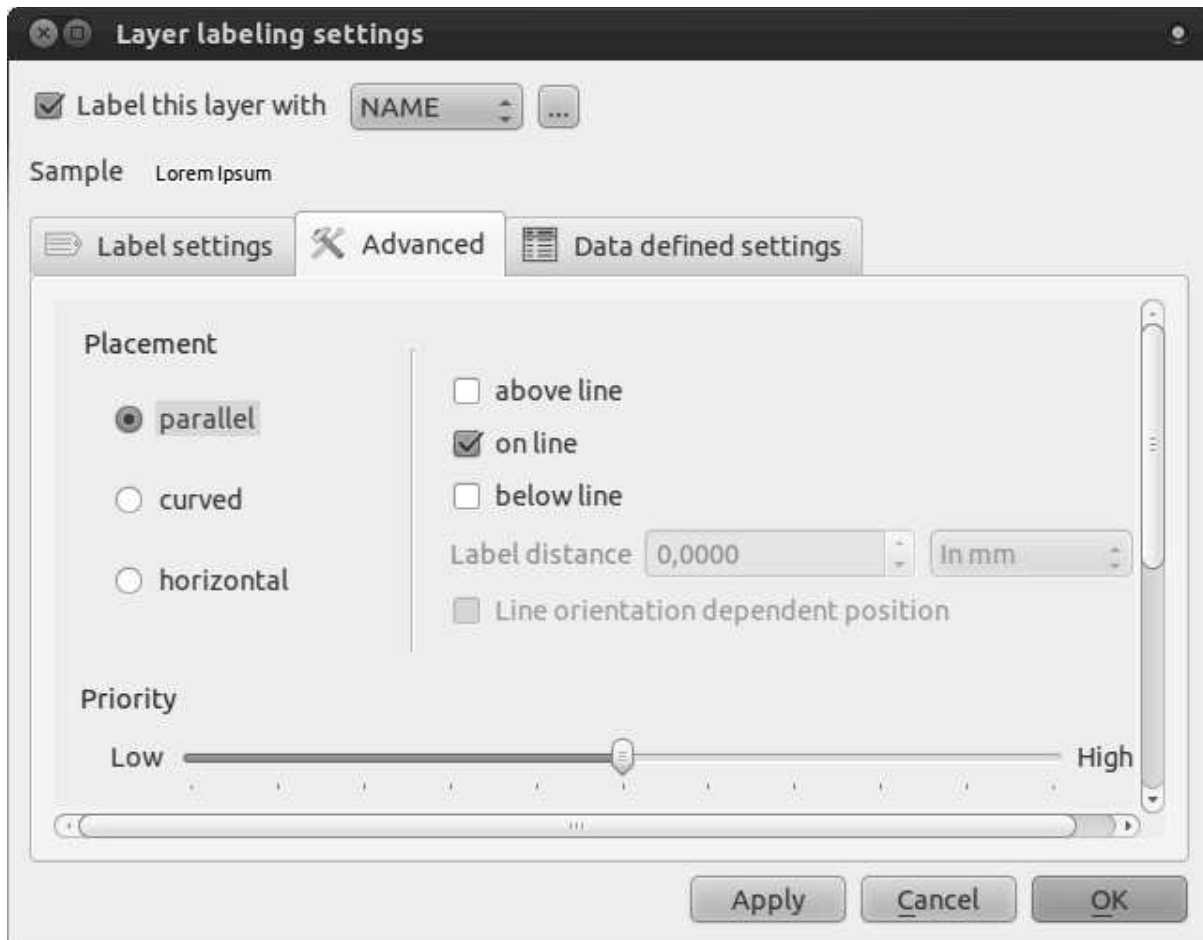 Layer labeling settings
Label this layer with NAME ...
Sample Lorem Ipsum
Label settings Advanced Data defined settings
Placement
parallel
curved
horizontal
above line
on line
below line
Label distance 0,0000 In mm
Line orientation dependent position
Priority
Low High
Apply Cancel OK